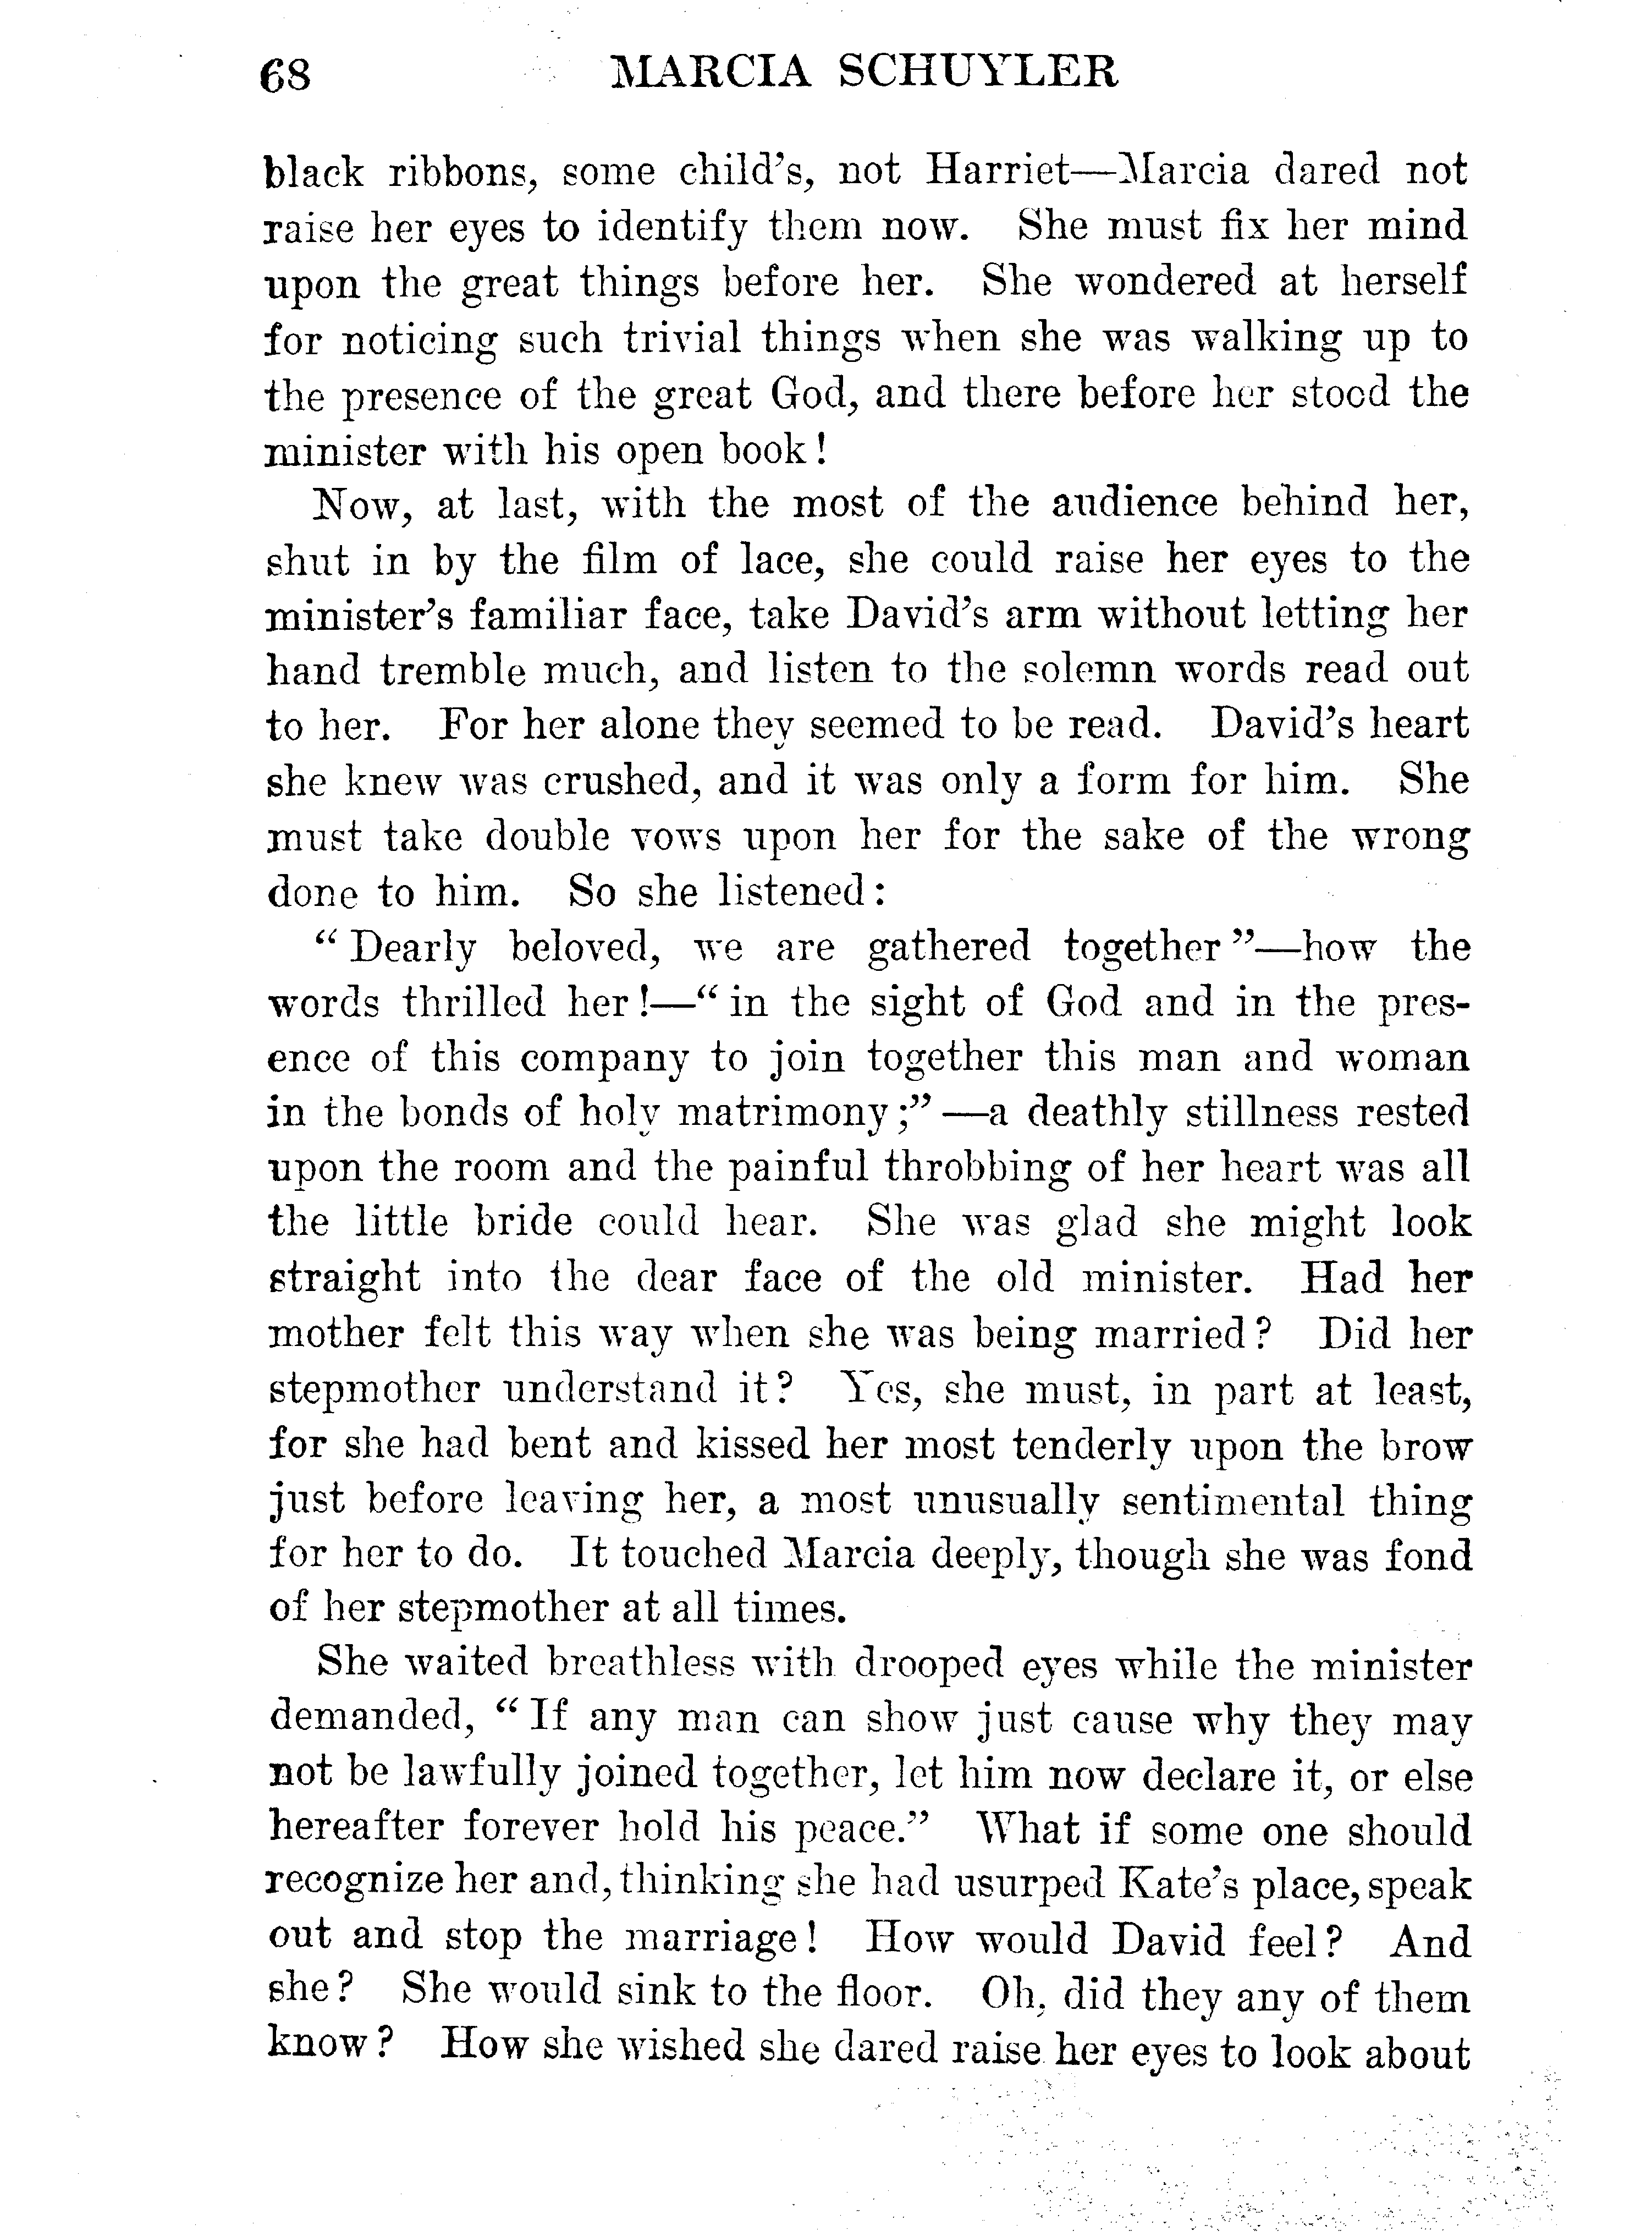 68 MARCIA SCHUYLER
black ribbons, some child's, not Harriet—Marcia dared not
raise her eyes to identify them now. She must fix her mind
upon the great things before her. She wondered at herself
for noticing such trivial things when she was walking up to
the presence of the great God, and there before her stood the
minister with his open book!
Now, at last, with the most of the audience behind her,
shut in by the film of lace, she could raise her eyes to the
minister's familiar face, take David's arm without letting her
hand tremble much, and listen to the solemn words read out
to her. For her alone they seemed to be read. David's heart
she knew was crushed, and it was only a form for him. She
must take double vows upon her for the sake of the wrong
done to him. So she listened:
"Dearly beloved, we are gathered together"—how the
words thrilled her!—"in the sight of God and in the pres-
ence of this company to join together this man and woman
in the bonds of holy matrimony;"—a deathly stillness rested
upon the room and the painful throbbing of her heart was all
the little bride could hear. She was glad she might look
straight into the dear face of the old minister. Had her
mother felt this way when she was being married? Did her
stepmother understand it? Yes, she must, in part at least,
for she had bent and kissed her most tenderly upon the brow
just before leaving her, a most unusually sentimental thing
for her to do. It touched Marcia deeply, though she was fond
of her stepmother at all times.
She waited breathless with drooped eyes while the minister
demanded, "If any man can show just cause why they may
not be lawfully joined together, let him now declare it, or else
hereafter forever hold his peace." What if some one should
recognize her and, thinking she had usurped Kate's place, speak
out and stop the marriage! How would David feel? And
she? She would sink to the floor. Oh, did they any of them
know? How she wished she dared raise her eyes to look about